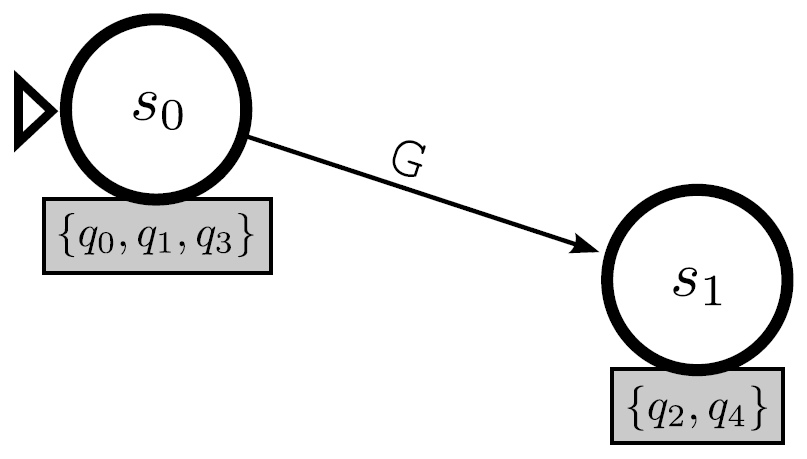 s₀
G
{q₀, q₁, q₃}
s₁
{q₂, q₄}